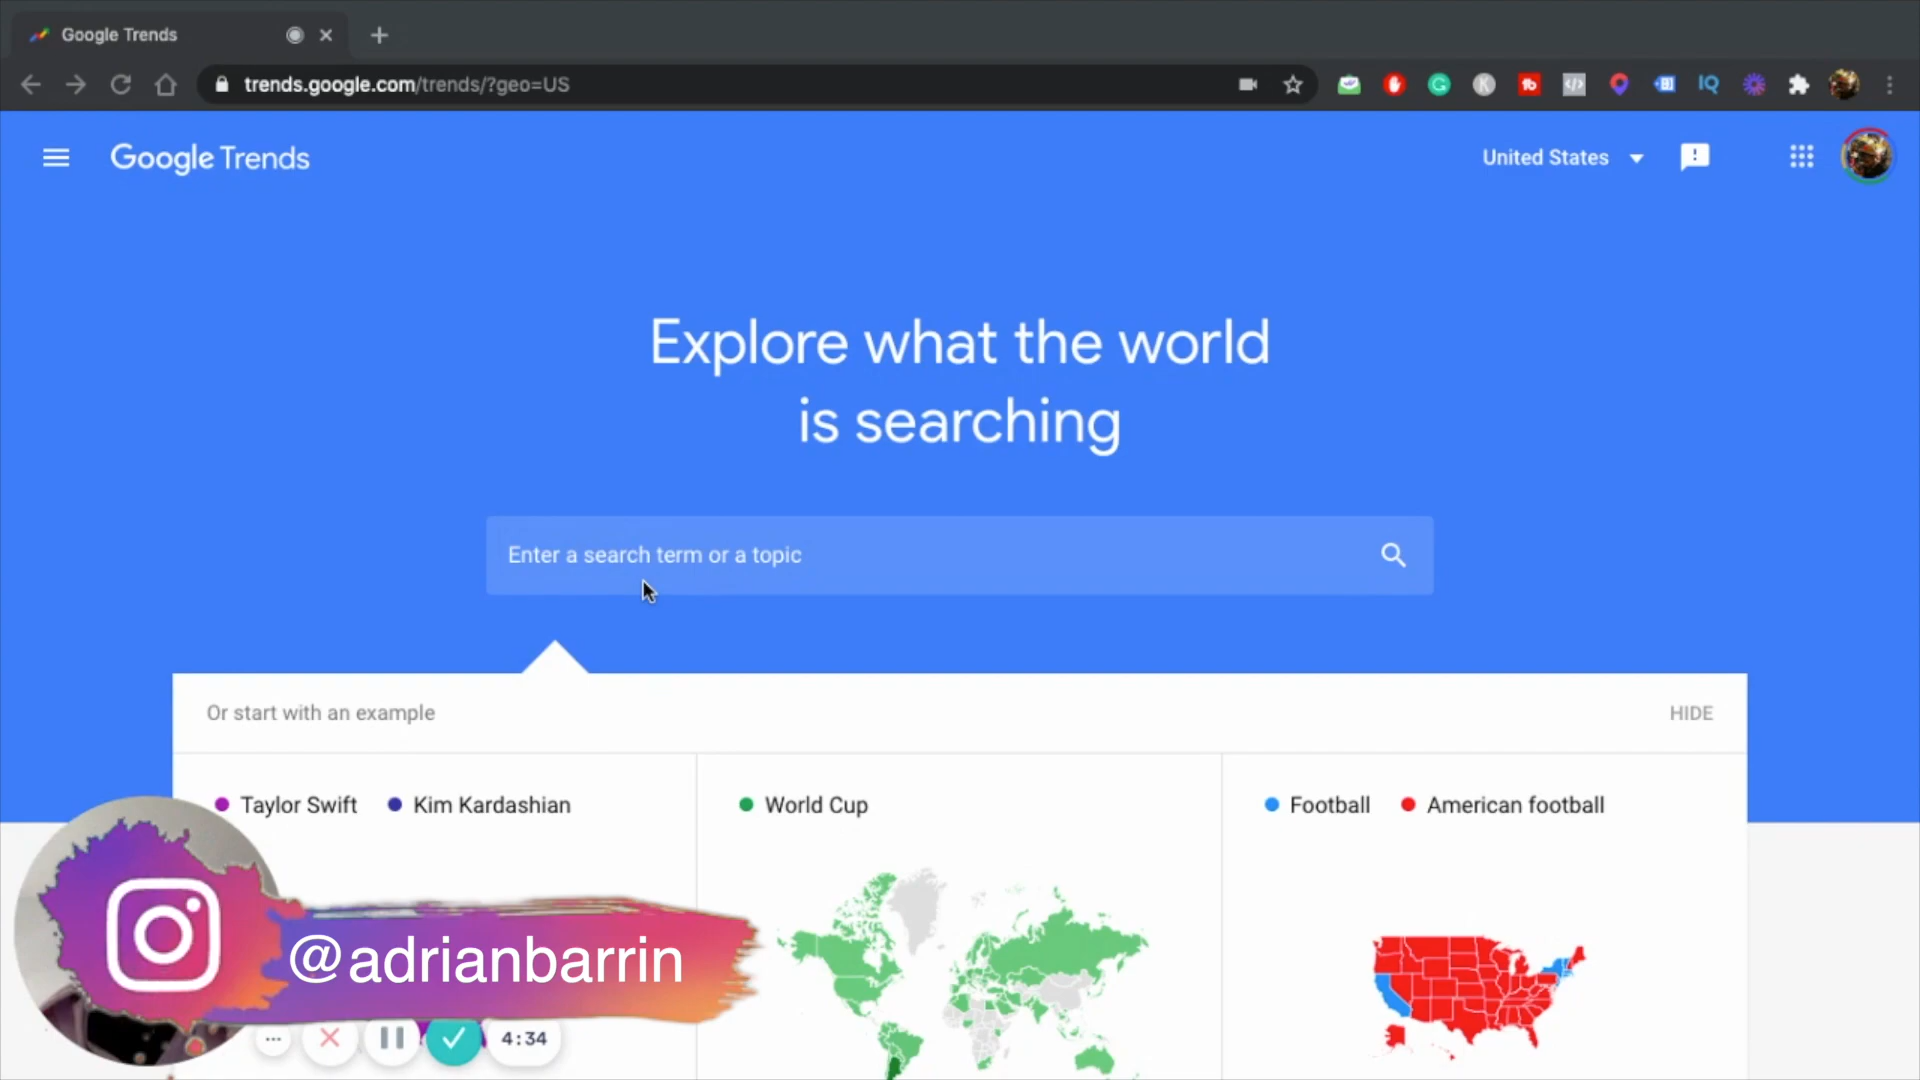 Google Trends
trends.google.com/trends/?geo=US
Google Trends
United States
Explore what the world
is searching
Enter a search term or a topic
Or start with an example
HIDE
Taylor Swift
Kim Kardashian
World Cup
Football
American football
@adrianbarrin
4:34